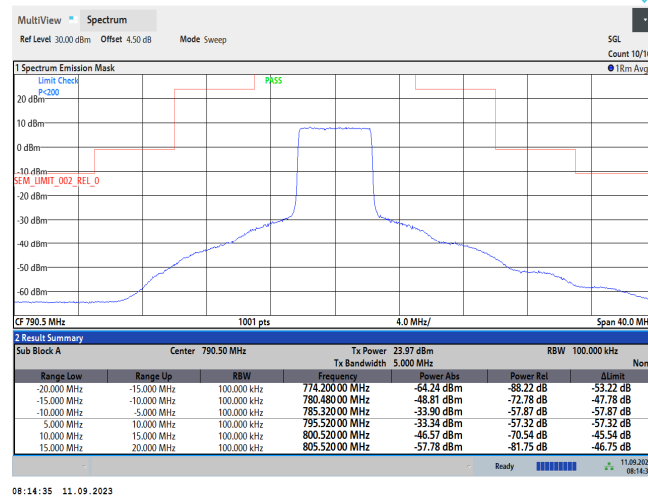 MultiView Spectrum
Ref Level 30.00 dBm Offset 4.50 dB Mode Sweep SGL
Count 10/10
1 Spectrum Emission Mask 1Rm Avg
Limit Check PASS
P<200
20 dBm
10 dBm
0 dBm
-10 dBm
SEM_LIMIT_002_REL_0
-20 dBm
-30 dBm
-40 dBm
-50 dBm
-60 dBm
CF 790.5 MHz 1001 pts 4.0 MHz/ Span 40.0 MH
2 Result Summary
Sub Block A Center 790.50 MHz Tx Power 23.97 dBm RBW 100.000 kHz
Tx Bandwidth 5.000 MHz Non
Range Low Range Up RBW Frequency Power Abs Power Rel ΔLimit
-20.000 MHz -15.000 MHz 100.000 kHz 774.20000 MHz -64.24 dBm -88.22 dB -53.22 dB
-15.000 MHz -10.000 MHz 100.000 kHz 780.48000 MHz -48.81 dBm -72.78 dB -47.78 dB
-10.000 MHz -5.000 MHz 100.000 kHz 785.32000 MHz -33.90 dBm -57.87 dB -57.87 dB
5.000 MHz 10.000 MHz 100.000 kHz 795.52000 MHz -33.34 dBm -57.32 dB -57.32 dB
10.000 MHz 15.000 MHz 100.000 kHz 800.52000 MHz -46.57 dBm -70.54 dB -45.54 dB
15.000 MHz 20.000 MHz 100.000 kHz 805.52000 MHz -57.78 dBm -81.75 dB -46.75 dB
Ready 11.09.202
08:14:3
08:14:35 11.09.2023